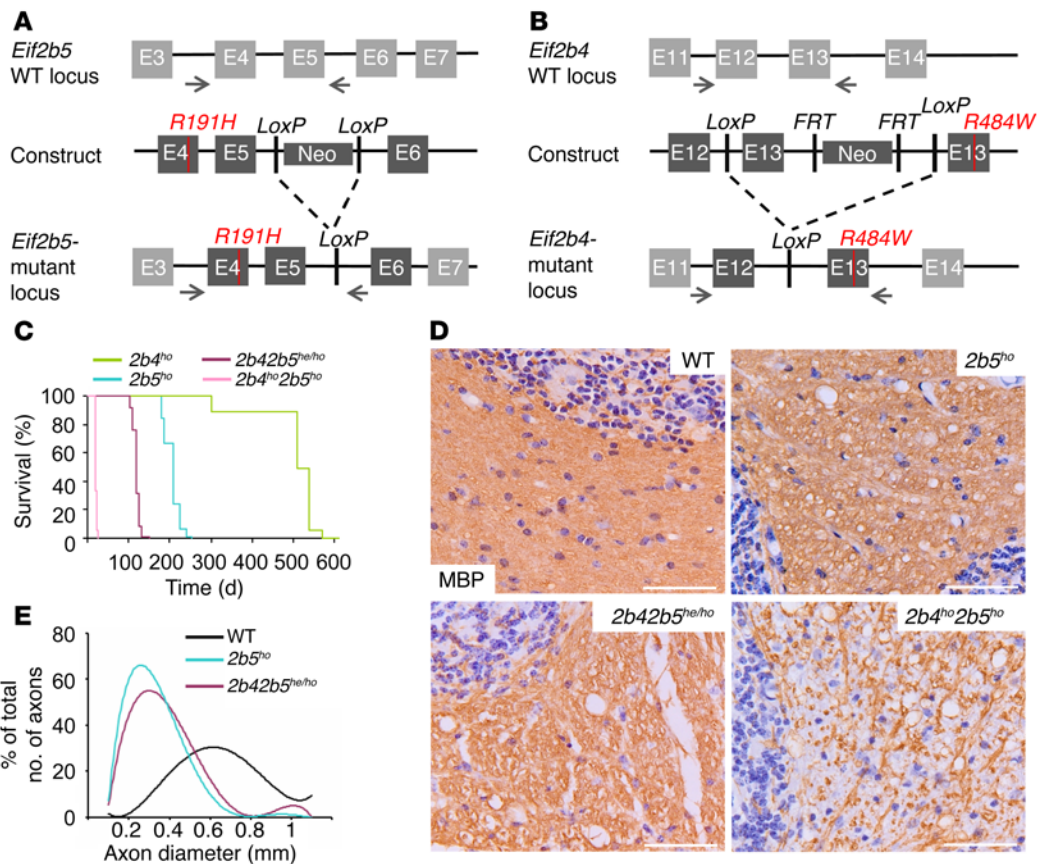 A
Eif2b5
WT locus
E3 E4 E5 E6 E7
R191H LoxP LoxP
Construct
E4 E5 Neo E6
Eif2b5-
mutant
locus
R191H LoxP
E3 E4 E5 E6 E7
B
Eif2b4
WT locus
E11 E12 E13 E14
LoxP FRT FRT LoxP R484W
Construct
E12 E13 Neo E13
Eif2b4-
mutant
locus
LoxP R484W
E11 E12 E13 E14
C
2b4ho 2b42b5he/ho
2b5ho 2b4ho2b5ho
Survival (%)
100
80
60
40
20
0
100 200 300 400 500 600
Time (d)
D
WT
MBP
2b5ho
2b42b5he/ho
2b4ho2b5ho
E
WT
2b5ho
2b42b5he/ho
% of total
no. of axons
80
60
40
20
0
0.2 0.4 0.6 0.8 1
Axon diameter (mm)